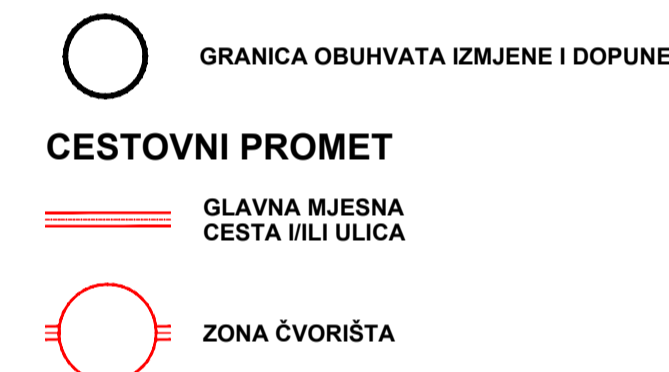 GRANICA OBUHVATA IZMJENE I DOPUNE
CESTOVNI PROMET
GLAVNA MJESNA
CESTA I/ILI ULICA
ZONA ČVORIŠTA